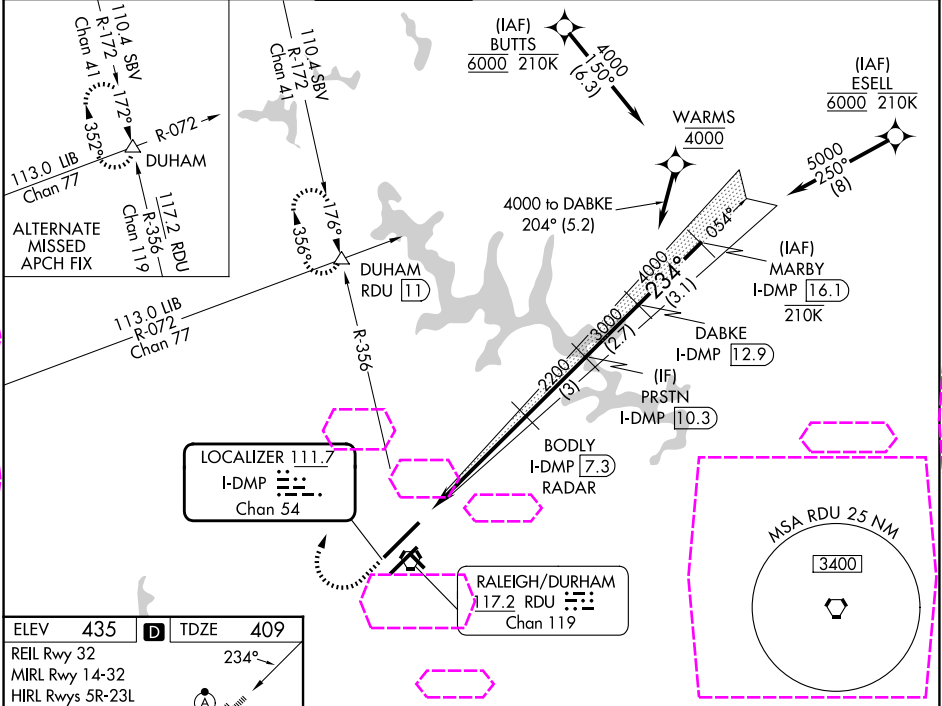 110.4 SBV
R-172
Chan 41
172°
352°
R-072
DUHAM
113.0 LIB
Chan 77
117.2 RDU
R-356
Chan 119
ALTERNATE
MISSED
APCH FIX
110.4 SBV
R-172
Chan 41
176°
356°
DUHAM
RDU 11
113.0 LIB
R-072
Chan 77
R-356
(IAF)
BUTTS
6000 210K
4000
150°
(6.3)
WARMS
4000
(IAF)
ESELL
6000 210K
5000
250°
(8)
4000 to DABKE
204° (5.2)
054°
4000
234°
(3.1)
(IAF)
MARBY
I-DMP 16.1
210K
3000
(2.7)
DABKE
I-DMP 12.9
2200
(3)
(IF)
PRSTN
I-DMP 10.3
BODLY
I-DMP 7.3
RADAR
LOCALIZER 111.7
I-DMP
Chan 54
RALEIGH/DURHAM
117.2 RDU
Chan 119
MSA RDU 25 NM
3400
ELEV 435 D TDZE 409
REIL Rwy 32
MIRL Rwy 14-32
HIRL Rwys 5R-23L
234°
A